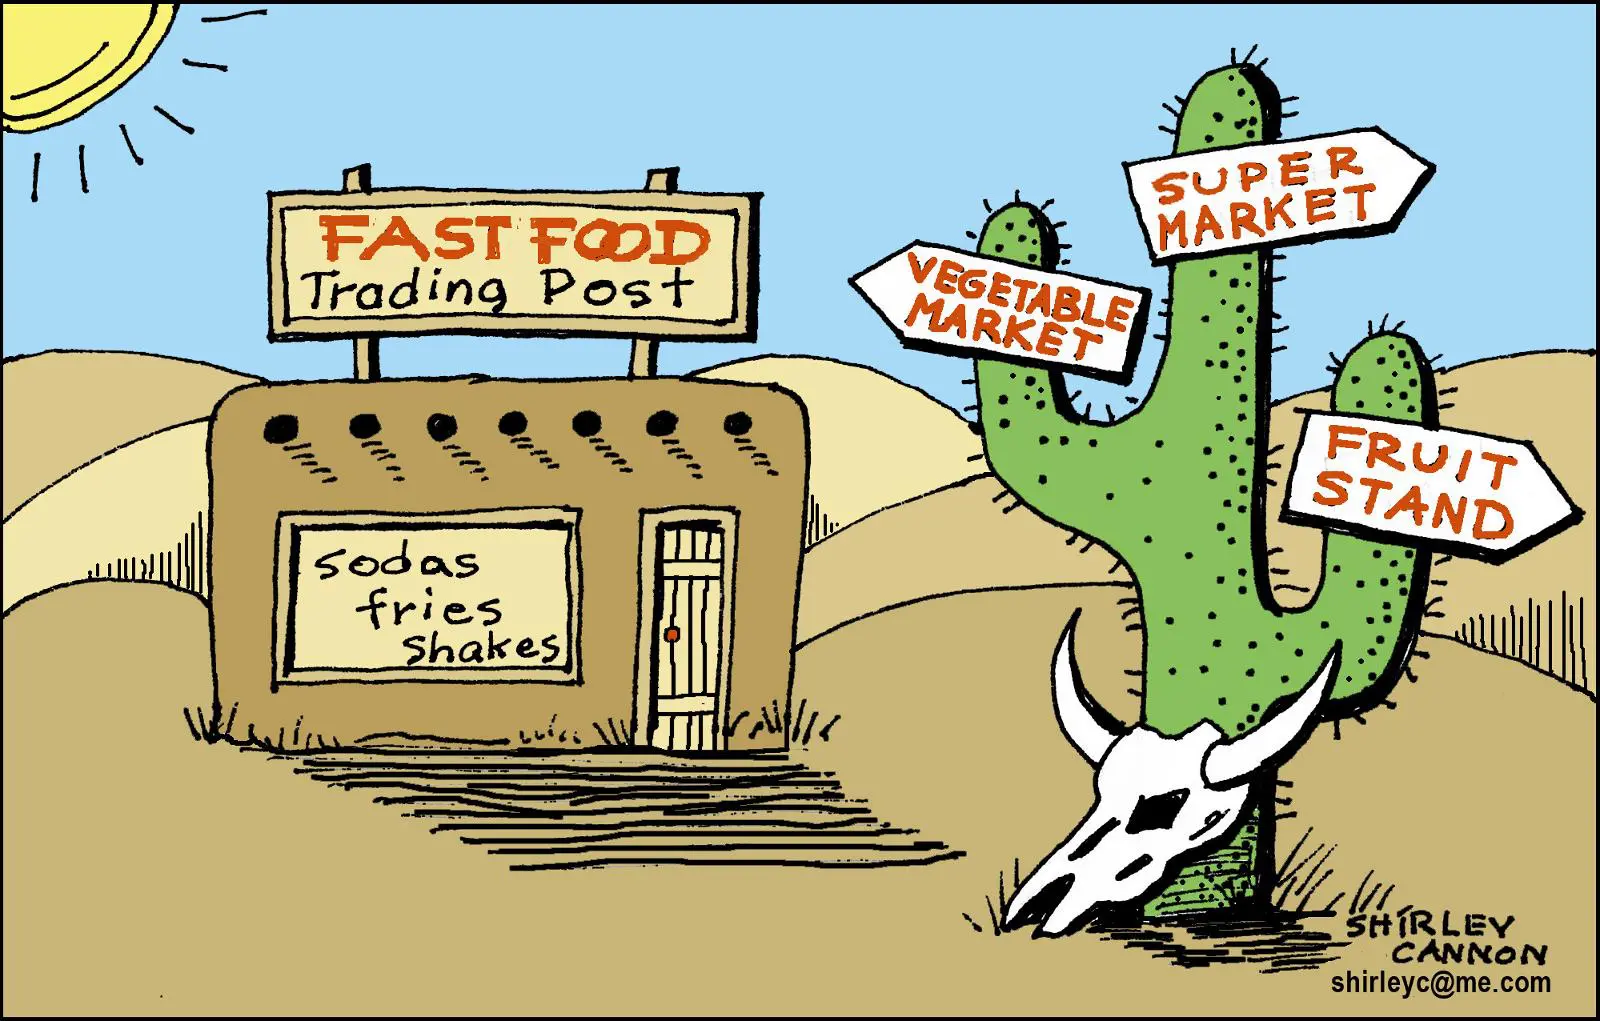 FAST FOOD
Trading Post
sodas
fries
shakes
SUPER
MARKET
VEGETABLE
MARKET
FRUIT
STAND
SHIRLEY
CANNON
shirleyc@me.com